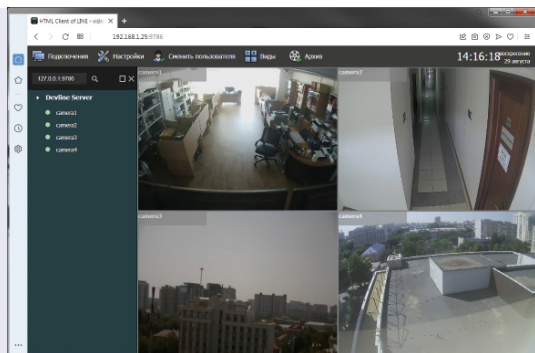 HTML Client of LINE - video
192.168.1.25:9786
Подключения
Настройки
Сменить пользователя
Виды
Архив
14:16:18
воскресение
29 августа
127.0.0.1:9786
Devline Server
camera1
camera2
camera3
camera4
camera1
camera2
camera3
camera4